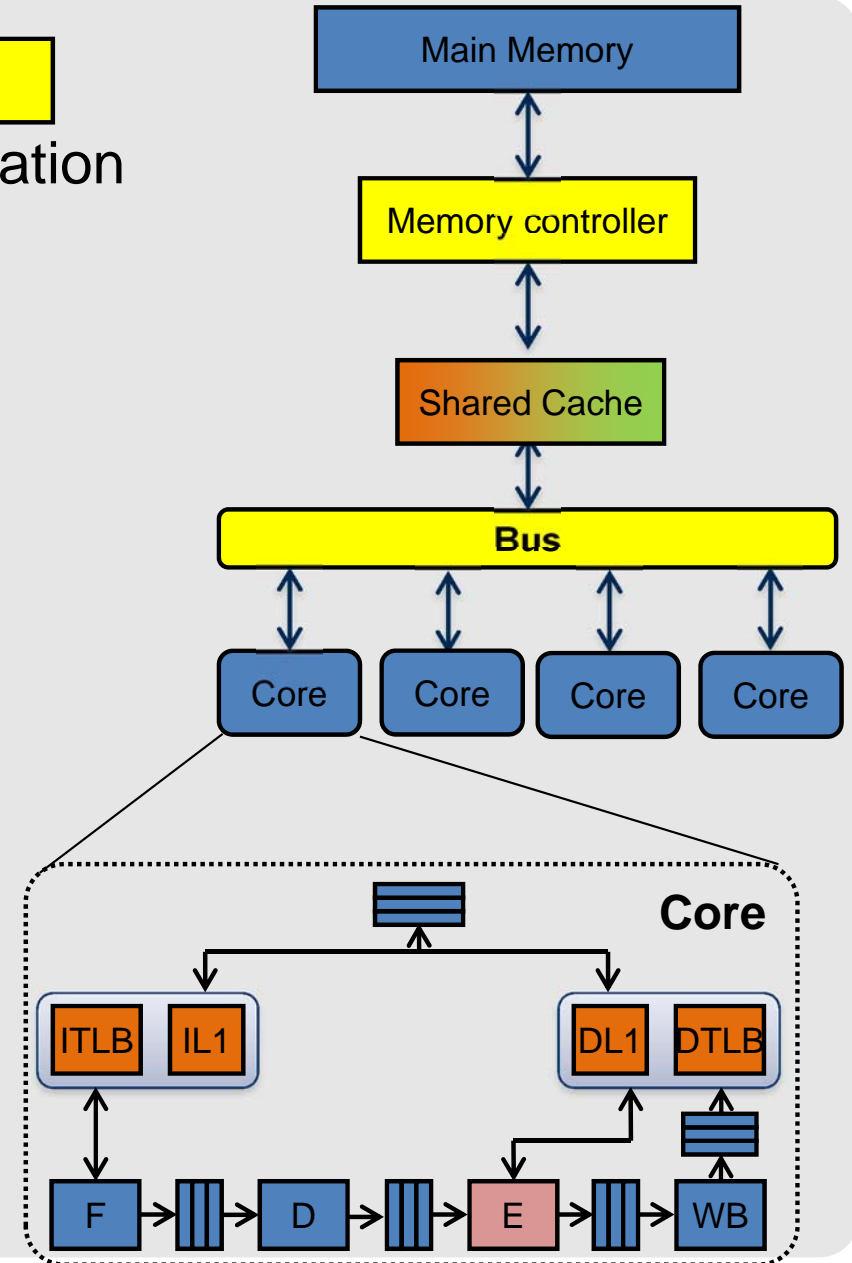 Main Memory
ation
Memory controller
Shared Cache
Bus
Core Core Core Core
Core
ITLB IL1 DL1 DTLB
F D E WB